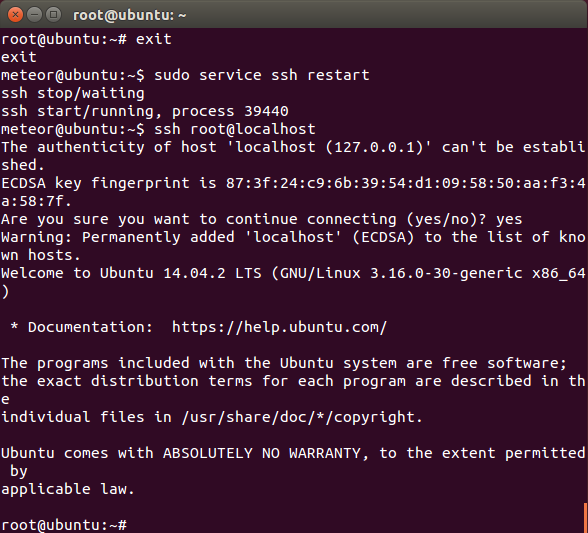 root@ubuntu: ~
root@ubuntu:~# exit
exit
meteor@ubuntu:~$ sudo service ssh restart
ssh stop/waiting
ssh start/running, process 39440
meteor@ubuntu:~$ ssh root@localhost
The authenticity of host 'localhost (127.0.0.1)' can't be establi
shed.
ECDSA key fingerprint is 87:3f:24:c9:6b:39:54:d1:09:58:50:aa:f3:4
a:58:7f.
Are you sure you want to continue connecting (yes/no)? yes
Warning: Permanently added 'localhost' (ECDSA) to the list of kno
wn hosts.
Welcome to Ubuntu 14.04.2 LTS (GNU/Linux 3.16.0-30-generic x86_64
)
 * Documentation:  https://help.ubuntu.com/
The programs included with the Ubuntu system are free software;
the exact distribution terms for each program are described in th
e
individual files in /usr/share/doc/*/copyright.
Ubuntu comes with ABSOLUTELY NO WARRANTY, to the extent permitted
 by
applicable law.
root@ubuntu:~#